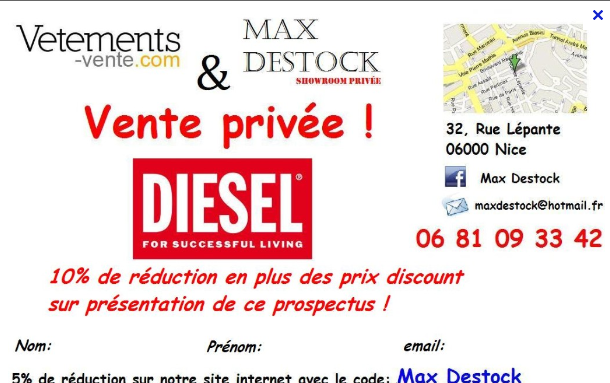 Vetements
-vente.com
&
MAX
DESTOCK
SHOWROOM PRIVÉE
Vente privée !
32, Rue Lépante
06000 Nice
Max Destock
maxdestock@hotmail.fr
06 81 09 33 42
DIESEL®
FOR SUCCESSFUL LIVING
10% de réduction en plus des prix discount
sur présentation de ce prospectus !
Nom: Prénom: email:
5% de réduction sur notre site internet avec le code: Max Destock